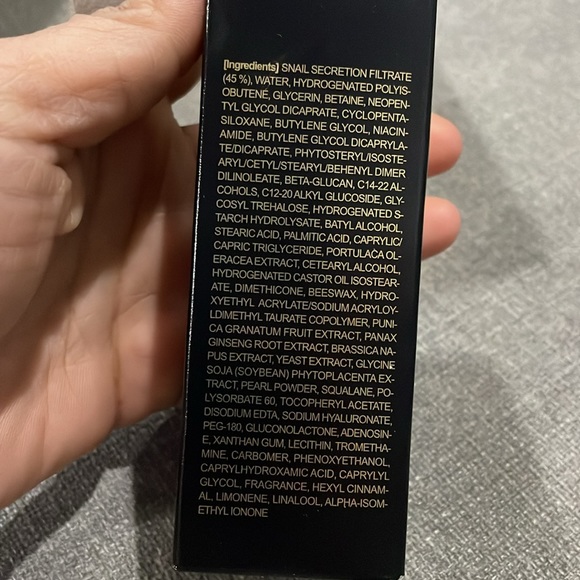 [Ingredients] SNAIL SECRETION FILTRATE
(45 %), WATER, HYDROGENATED POLYIS-
OBUTENE, GLYCERIN, BETAINE, NEOPEN-
TYL GLYCOL DICAPRATE, CYCLOPENTA-
SILOXANE, BUTYLENE GLYCOL, NIACIN-
AMIDE, BUTYLENE GLYCOL DICAPRYLA-
TE/DICAPRATE, PHYTOSTERYL/ISOSTE-
ARYL/CETYL/STEARYL/BEHENYL DIMER
DILINOLEATE, BETA-GLUCAN, C14-22 AL-
COHOLS, C12-20 ALKYL GLUCOSIDE, GLY-
COSYL TREHALOSE, HYDROGENATED S-
TARCH HYDROLYSATE, BATYL ALCOHOL,
STEARIC ACID, PALMITIC ACID, CAPRYLIC/
CAPRIC TRIGLYCERIDE, PORTULACA OL-
ERACEA EXTRACT, CETEARYL ALCOHOL,
HYDROGENATED CASTOR OIL ISOSTEAR-
ATE, DIMETHICONE, BEESWAX, HYDRO-
XYETHYL ACRYLATE/SODIUM ACRYLOY-
LDIMETHYL TAURATE COPOLYMER, PUNI-
CA GRANATUM FRUIT EXTRACT, PANAX
GINSENG ROOT EXTRACT, BRASSICA NA-
PUS EXTRACT, YEAST EXTRACT, GLYCINE
SOJA (SOYBEAN) PHYTOPLACENTA EX-
TRACT, PEARL POWDER, SQUALANE, PO-
LYSORBATE 60, TOCOPHERYL ACETATE,
DISODIUM EDTA, SODIUM HYALURONATE,
PEG-180, GLUCONOLACTONE, ADENOSIN-
E, XANTHAN GUM, LECITHIN, TROMETHA-
MINE, CARBOMER, PHENOXYETHANOL,
CAPRYLHYDROXAMIC ACID, CAPRYLYL
GLYCOL, FRAGRANCE, HEXYL CINNAM-
AL, LIMONENE, LINALOOL, ALPHA-ISOM-
ETHYL IONONE